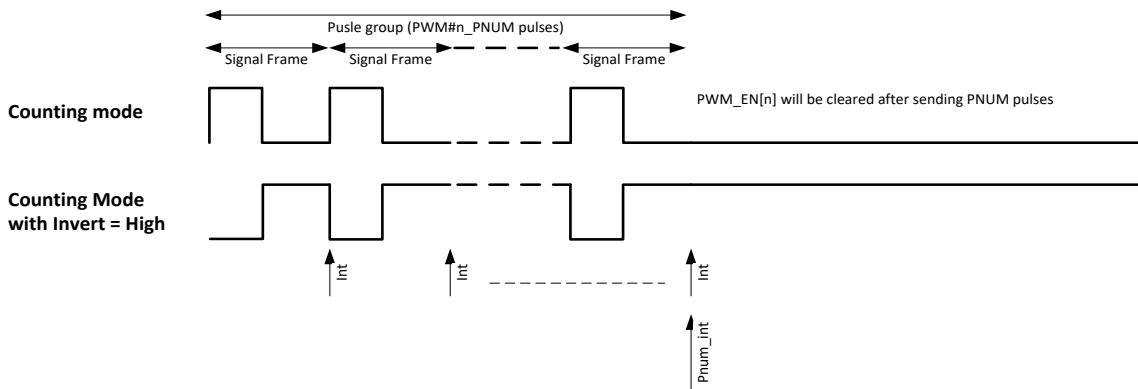 Pusle group (PWM#n_PNUM pulses)
Signal Frame
Signal Frame
Signal Frame
Counting mode
PWM_EN[n] will be cleared after sending PNUM pulses
Counting Mode
with Invert = High
Int
Int
Int
Pnum_int